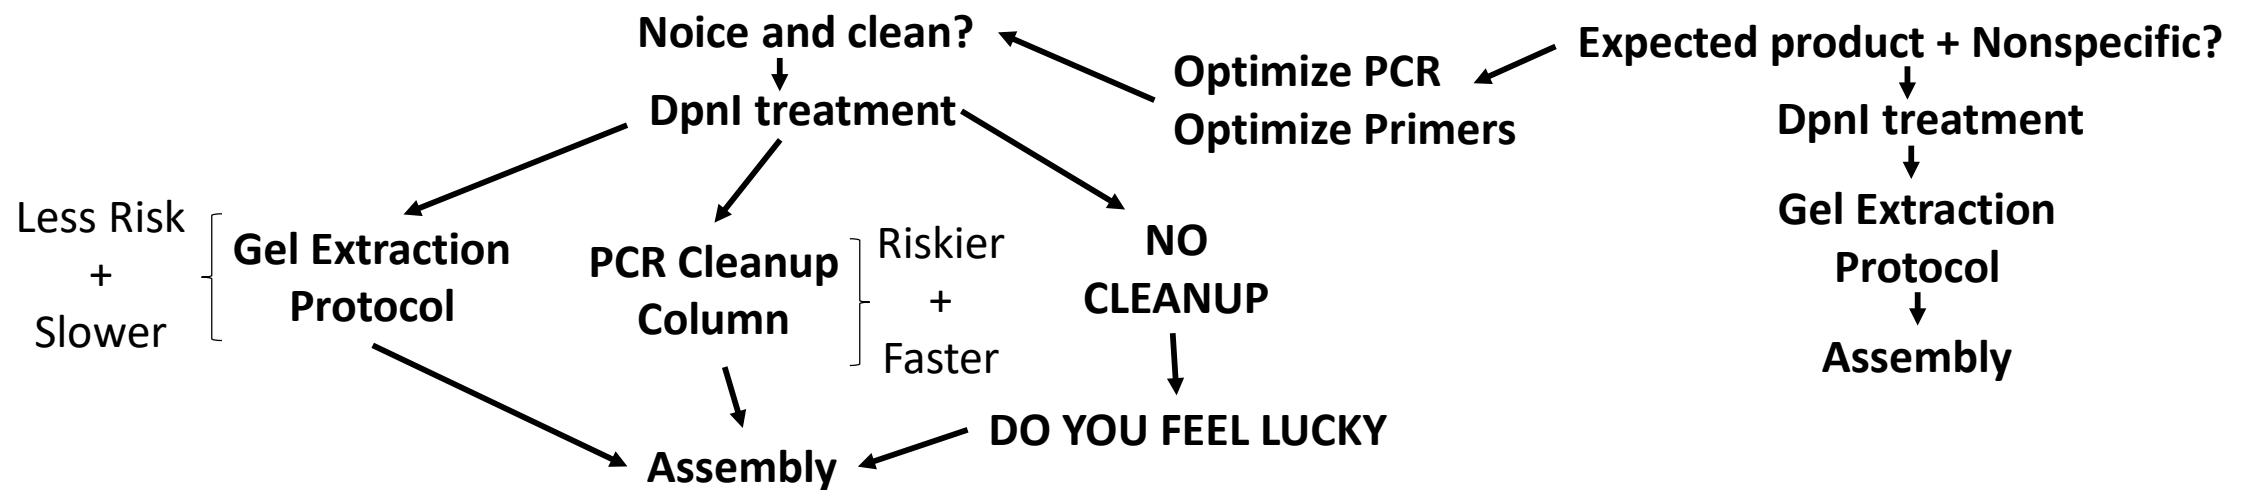 Noice and clean?
DpnI treatment
Less Risk
+
Slower
Gel Extraction
Protocol
PCR Cleanup
Column
Riskier
+
Faster
NO
CLEANUP
DO YOU FEEL LUCKY
Assembly
Optimize PCR
Optimize Primers
Expected product + Nonspecific?
DpnI treatment
Gel Extraction
Protocol
Assembly